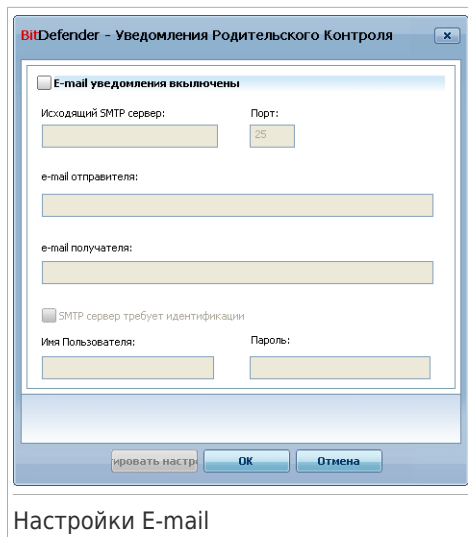 BitDefender - Уведомления Родительского Контроля
E-mail уведомления вкылючены
Исходящий SMTP сервер: Порт:
25
e-mail отправителя:
e-mail получателя:
SMTP сервер требует идентификации
Имя Пользователя: Пароль:
ировать настр OK Отмена
Настройки E-mail